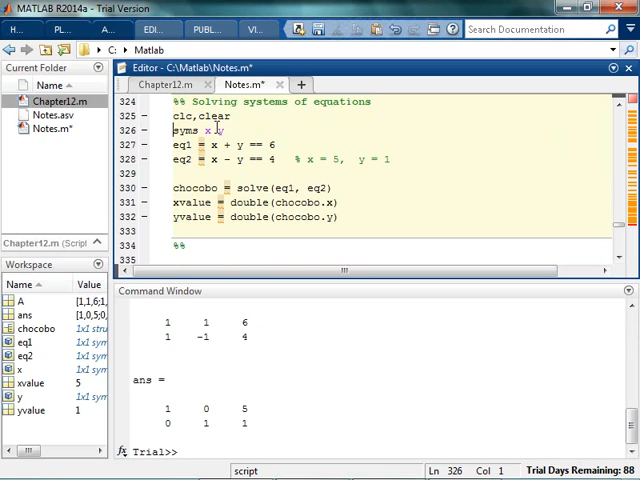 MATLAB R2014a - Trial Version
H... PL... A... EDI... PUBL... VI... Search Documentation
C: Matlab
Current Folder
Name
Chapter12.m
Notes.asv
Notes.m*
Chapter12.m (Script
Workspace
Name Value
A [1,1,6;1,
ans [1,0,5;0,
chocobo 1x1 stru
eq1 1x1 sym
eq2 1x1 sym
x 1x1 sym
xvalue 5
y 1x1 sym
yvalue 1
Editor - C:\Matlab\Notes.m*
Chapter12.m Notes.m*
324 %% Solving systems of equations
325 clc,clear
326 syms x y
327 eq1 = x + y == 6
328 eq2 = x - y == 4 % x = 5, y = 1
329
330 chocobo = solve(eq1, eq2)
331 xvalue = double(chocobo.x)
332 yvalue = double(chocobo.y)
333
334 %%
335
Command Window
1 1 6
1 -1 4
ans =
1 0 5
0 1 1
fx Trial>>
script Ln 326 Col 1 Trial Days Remaining: 88